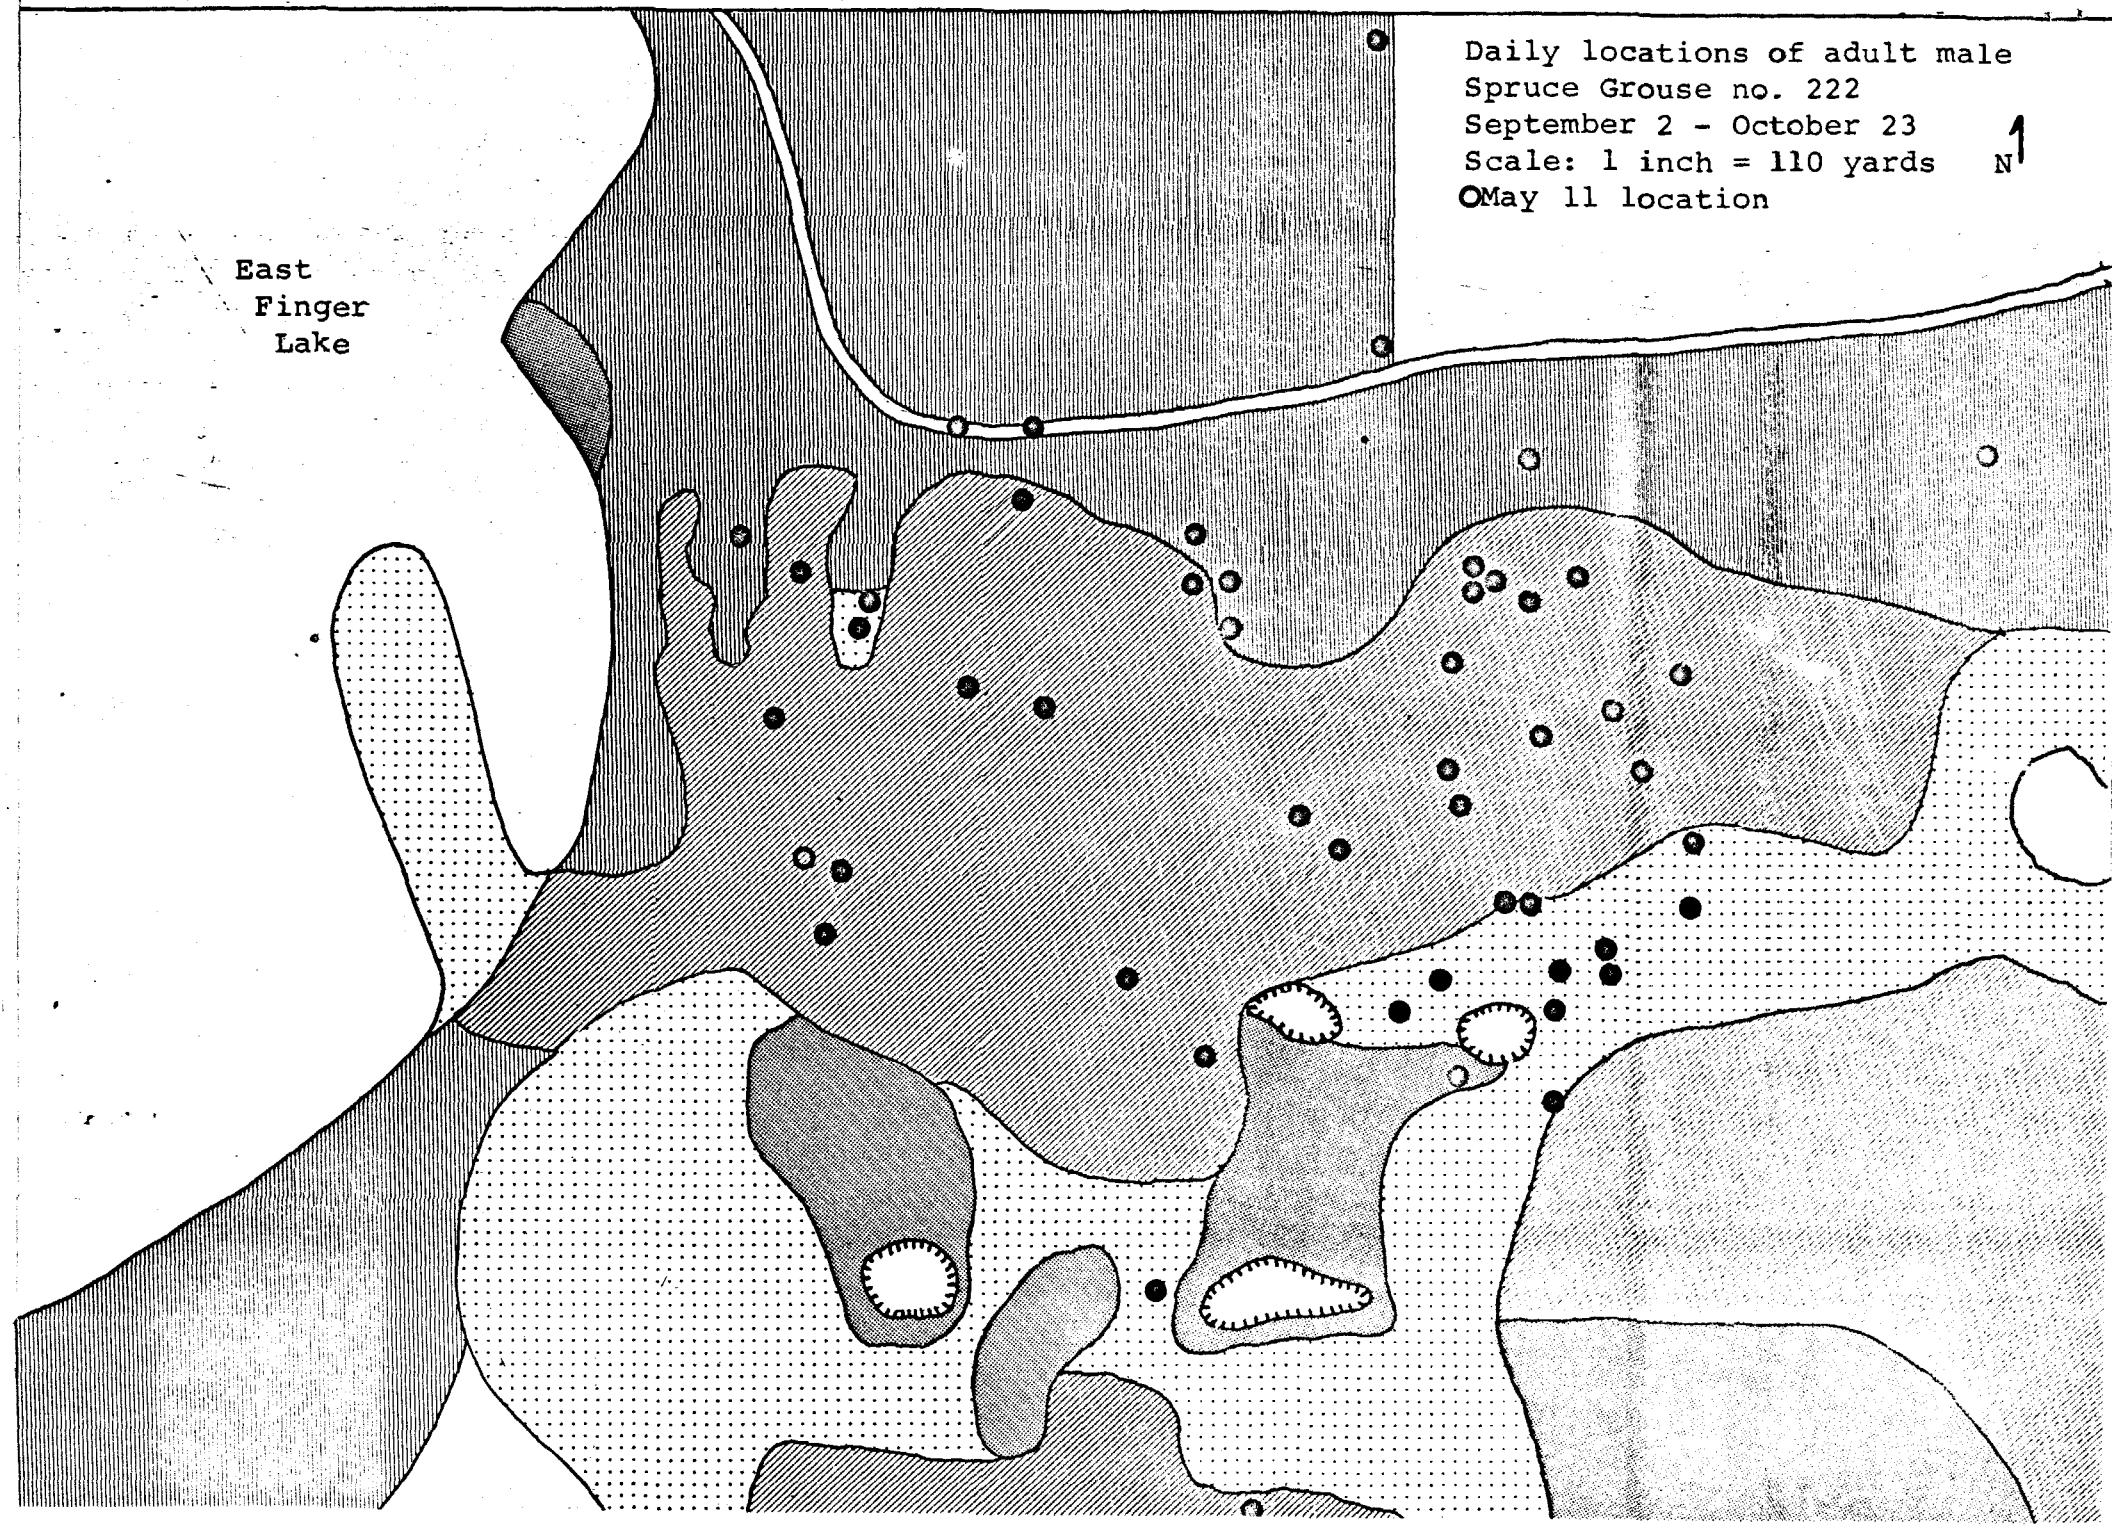 Daily locations of adult male
Spruce Grouse no. 222
September 2 - October 23
Scale: 1 inch = 110 yards
N
May 11 location
East
Finger
Lake